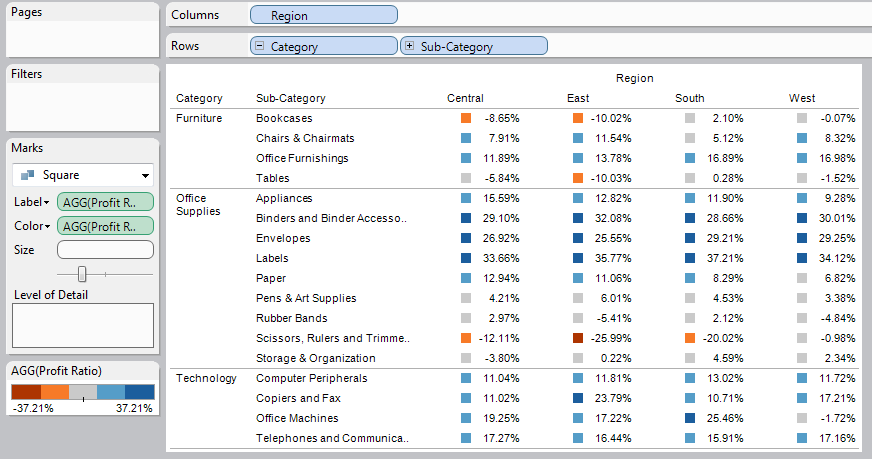 Pages
Columns Region
Rows Category Sub-Category
Filters
Marks
Square
Label AGG(Profit R..
Color AGG(Profit R..
Size
Level of Detail
AGG(Profit Ratio)
-37.21% 37.21%
Region
Category Sub-Category Central East South West
Furniture Bookcases -8.65% -10.02% 2.10% -0.07%
Chairs & Chairmats 7.91% 11.54% 5.12% 8.32%
Office Furnishings 11.89% 13.78% 16.89% 16.98%
Tables -5.84% -10.03% 0.28% -1.52%
Office Supplies Appliances 15.59% 12.82% 11.90% 9.28%
Binders and Binder Accesso.. 29.10% 32.08% 28.66% 30.01%
Envelopes 26.92% 25.55% 29.21% 29.25%
Labels 33.66% 35.77% 37.21% 34.12%
Paper 12.94% 11.06% 8.29% 6.82%
Pens & Art Supplies 4.21% 6.01% 4.53% 3.38%
Rubber Bands 2.97% -5.41% 2.12% -4.84%
Scissors, Rulers and Trimme.. -12.11% -25.99% -20.02% -0.98%
Storage & Organization -3.80% 0.22% 4.59% 2.34%
Technology Computer Peripherals 11.04% 11.81% 13.02% 11.72%
Copiers and Fax 11.02% 23.79% 10.71% 17.21%
Office Machines 19.25% 17.22% 25.46% -1.72%
Telephones and Communica.. 17.27% 16.44% 15.91% 17.16%